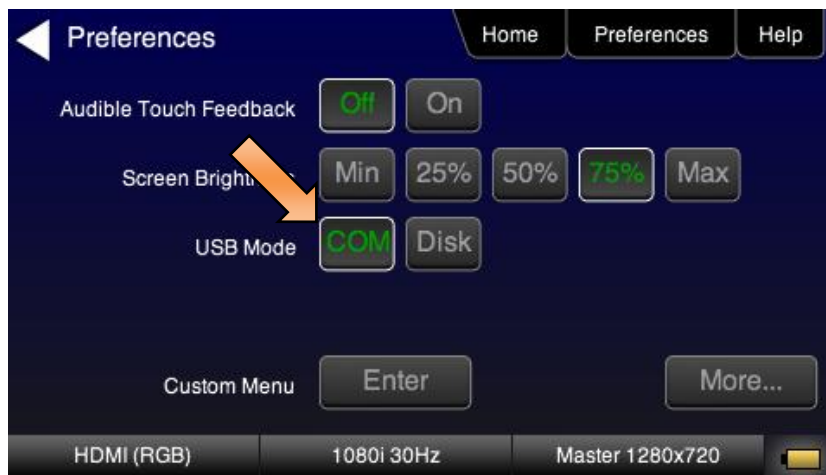 Preferences
Home Preferences Help
Audible Touch Feedback Off On
Screen Min 25% 50% 75% Max
USB Mode COM Disk
Custom Menu Enter More...
HDMI (RGB) 1080i 30Hz Master 1280x720